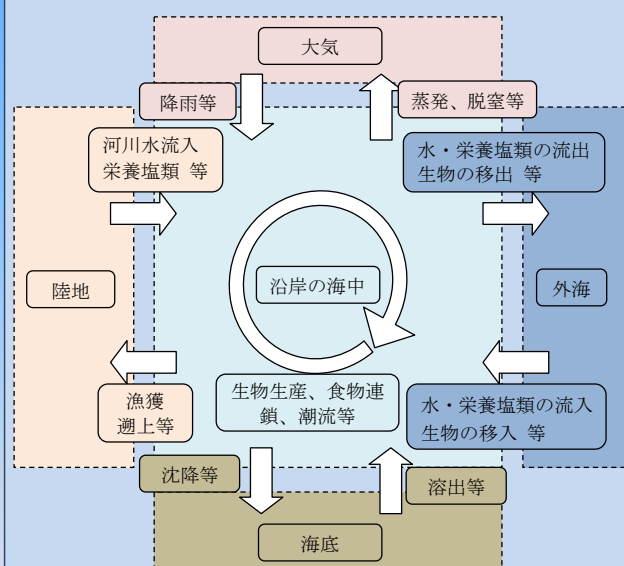 大気
降雨等
蒸発、脱窒等
河川水流入
栄養塩類 等
水・栄養塩類の流出
生物の移出 等
陸地
沿岸の海中
外海
生物生産、食物連
鎖、潮流等
漁獲
遡上等
水・栄養塩類の流入
生物の移入 等
沈降等
溶出等
海底